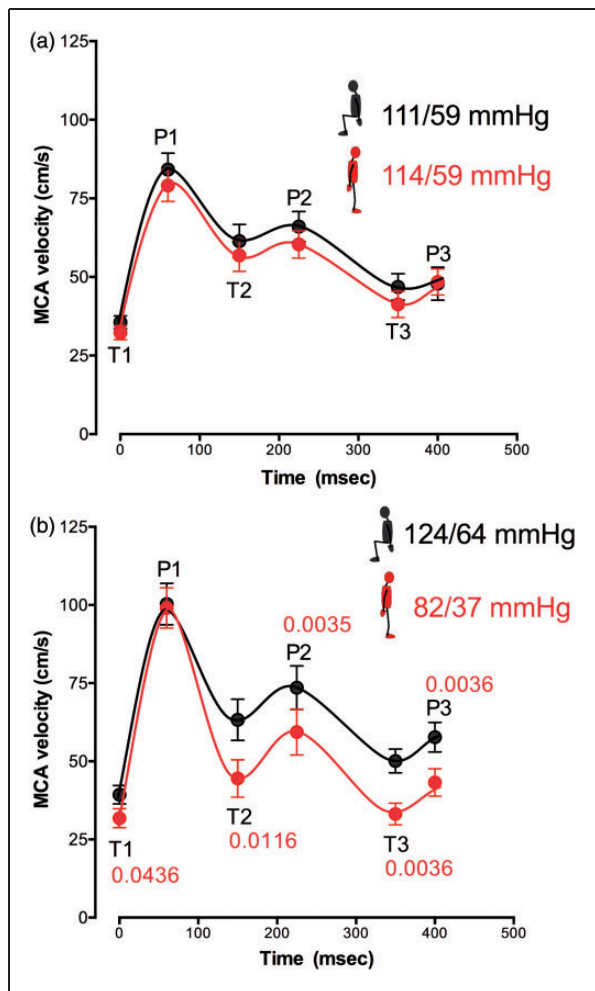 (a)
125
100
75
50
25
0
MCA velocity (cm/s)
P1
P2
P3
T1
T2
T3
111/59 mmHg
114/59 mmHg
0 100 200 300 400 500
Time (msec)
(b)
125
100
75
50
25
0
MCA velocity (cm/s)
124/64 mmHg
82/37 mmHg
P1
0.0035
P2
0.0036
P3
T1
0.0436
T2
0.0116
T3
0.0036
0 100 200 300 400 500
Time (msec)